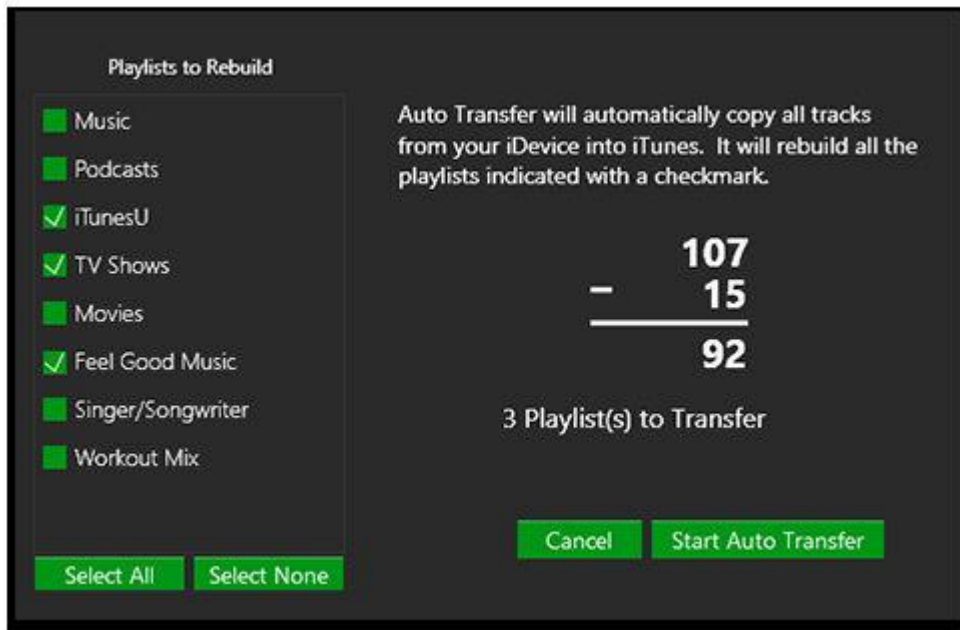 Playlists to Rebuild
Music
Podcasts
iTunesU
TV Shows
Movies
Feel Good Music
Singer/Songwriter
Workout Mix
Select All Select None
Auto Transfer will automatically copy all tracks
from your iDevice into iTunes. It will rebuild all the
playlists indicated with a checkmark.
107
- 15
92
3 Playlist(s) to Transfer
Cancel Start Auto Transfer